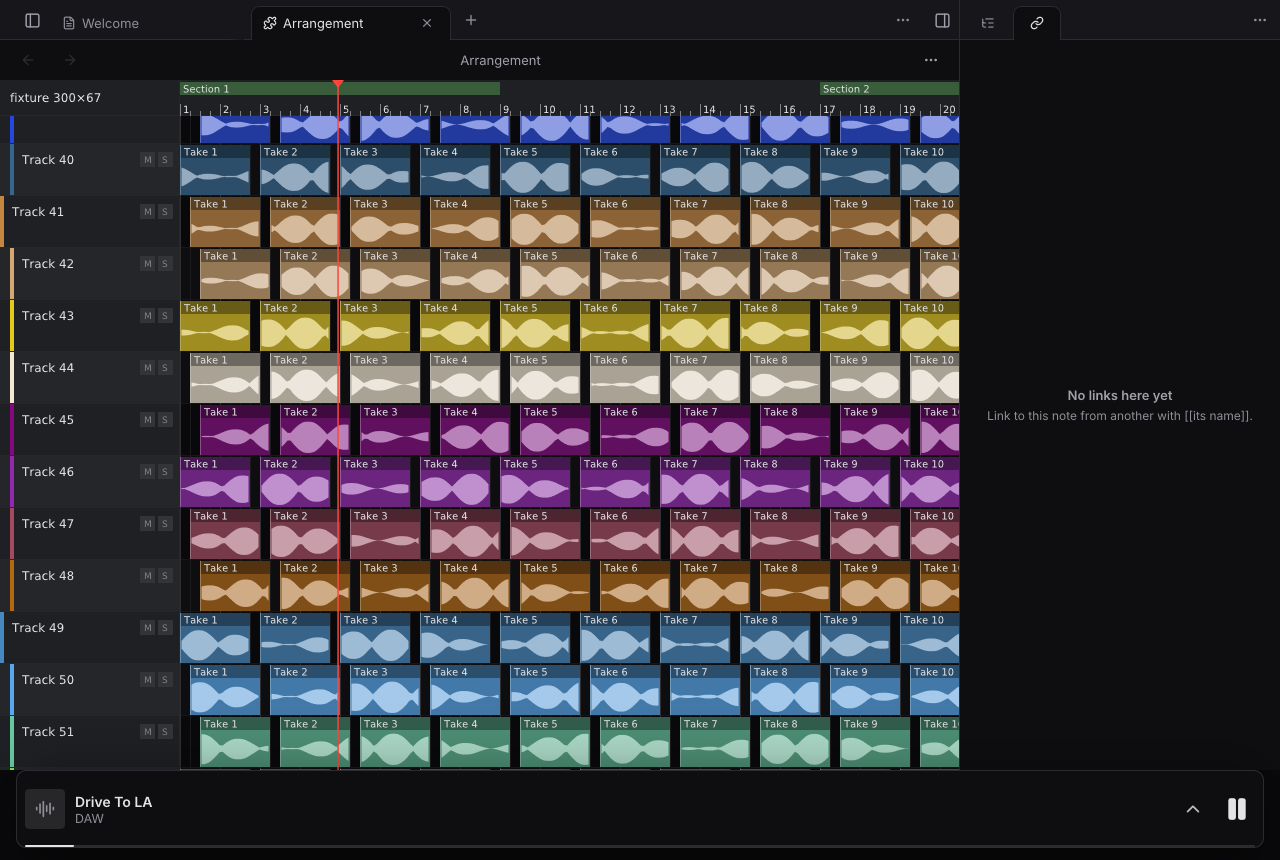 Welcome
Arrangement
Arrangement
fixture 300×67
Section 1
Section 2
1 2 3 4 5 6 7 8 9 10 11 12 13 14 15 16 17 18 19 20
Track 40 M S
Take 1 Take 2 Take 3 Take 4 Take 5 Take 6 Take 7 Take 8 Take 9 Take 10
Track 41 M S
Take 1 Take 2 Take 3 Take 4 Take 5 Take 6 Take 7 Take 8 Take 9 Take 10
Track 42 M S
Take 1 Take 2 Take 3 Take 4 Take 5 Take 6 Take 7 Take 8 Take 9 Take 1
Track 43 M S
Take 1 Take 2 Take 3 Take 4 Take 5 Take 6 Take 7 Take 8 Take 9 Take 10
Track 44 M S
Take 1 Take 2 Take 3 Take 4 Take 5 Take 6 Take 7 Take 8 Take 9 Take 10
Track 45 M S
Take 1 Take 2 Take 3 Take 4 Take 5 Take 6 Take 7 Take 8 Take 9 Take 10
Track 46 M S
Take 1 Take 2 Take 3 Take 4 Take 5 Take 6 Take 7 Take 8 Take 9 Take 10
Track 47 M S
Take 1 Take 2 Take 3 Take 4 Take 5 Take 6 Take 7 Take 8 Take 9 Take 10
Track 48 M S
Take 1 Take 2 Take 3 Take 4 Take 5 Take 6 Take 7 Take 8 Take 9 Take 10
Track 49 M S
Take 1 Take 2 Take 3 Take 4 Take 5 Take 6 Take 7 Take 8 Take 9 Take 10
Track 50 M S
Take 1 Take 2 Take 3 Take 4 Take 5 Take 6 Take 7 Take 8 Take 9 Take 10
Track 51 M S
Take 1 Take 2 Take 3 Take 4 Take 5 Take 6 Take 7 Take 8 Take 9 Take 10
No links here yet
Link to this note from another with [[its name]].
Drive To LA
DAW